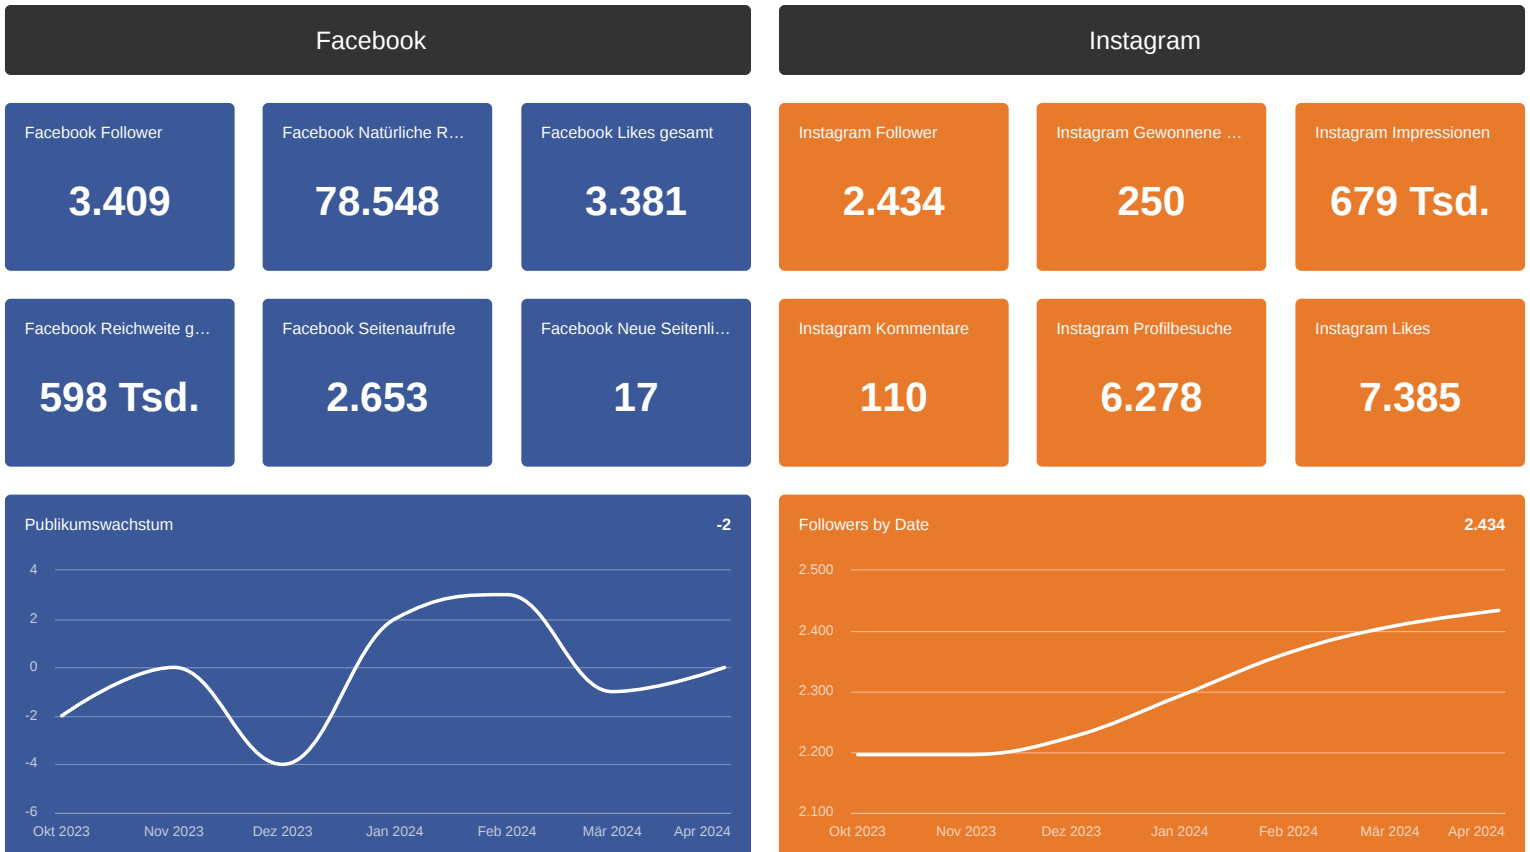 Facebook
Instagram
Facebook Follower
3.409
Facebook Natürliche R…
78.548
Facebook Likes gesamt
3.381
Instagram Follower
2.434
Instagram Gewonnene …
250
Instagram Impressionen
679 Tsd.
Facebook Reichweite g…
598 Tsd.
Facebook Seitenaufrufe
2.653
Facebook Neue Seitenli…
17
Instagram Kommentare
110
Instagram Profilbesuche
6.278
Instagram Likes
7.385
Publikumswachstum
-2
4
2
0
-2
-4
-6
Okt 2023
Nov 2023
Dez 2023
Jan 2024
Feb 2024
Mär 2024
Apr 2024
Followers by Date
2.434
2.500
2.400
2.300
2.200
2.100
Okt 2023
Nov 2023
Dez 2023
Jan 2024
Feb 2024
Mär 2024
Apr 2024